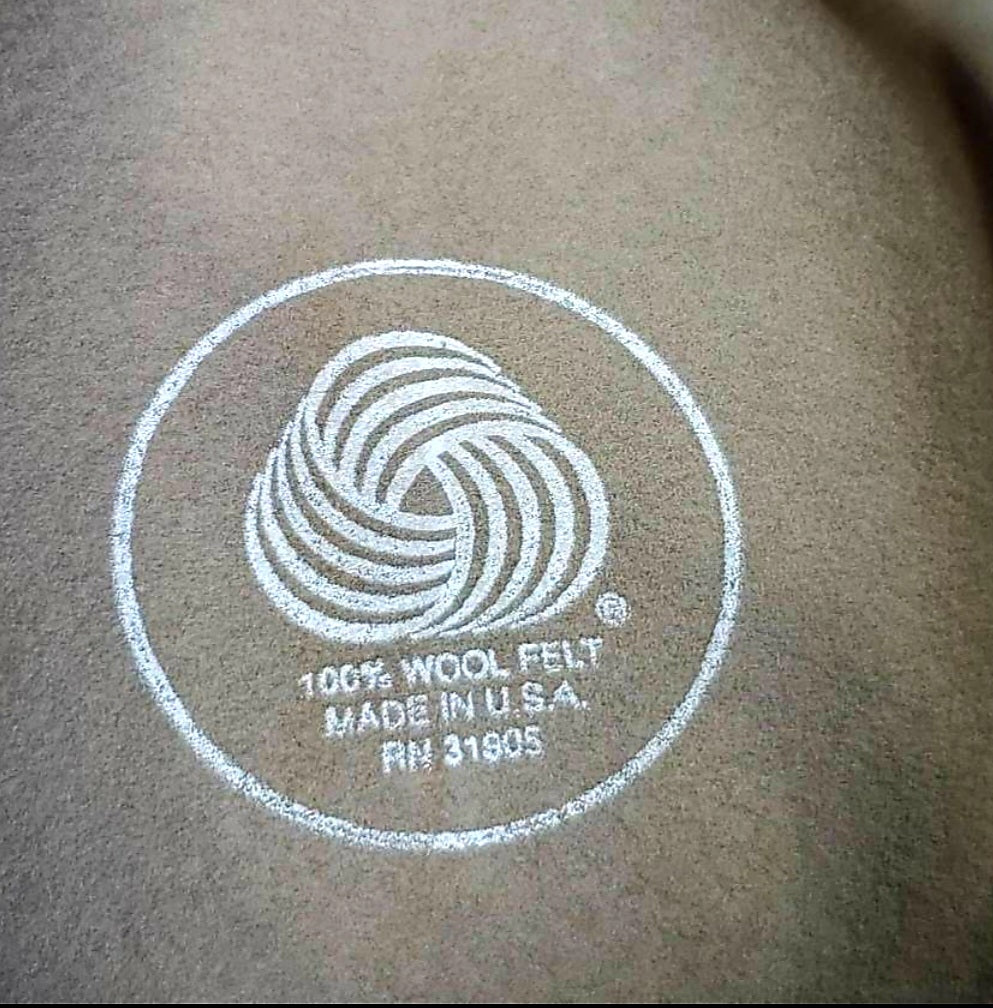 ®
100% WOOL FELT
MADE IN U.S.A.
RN 31905